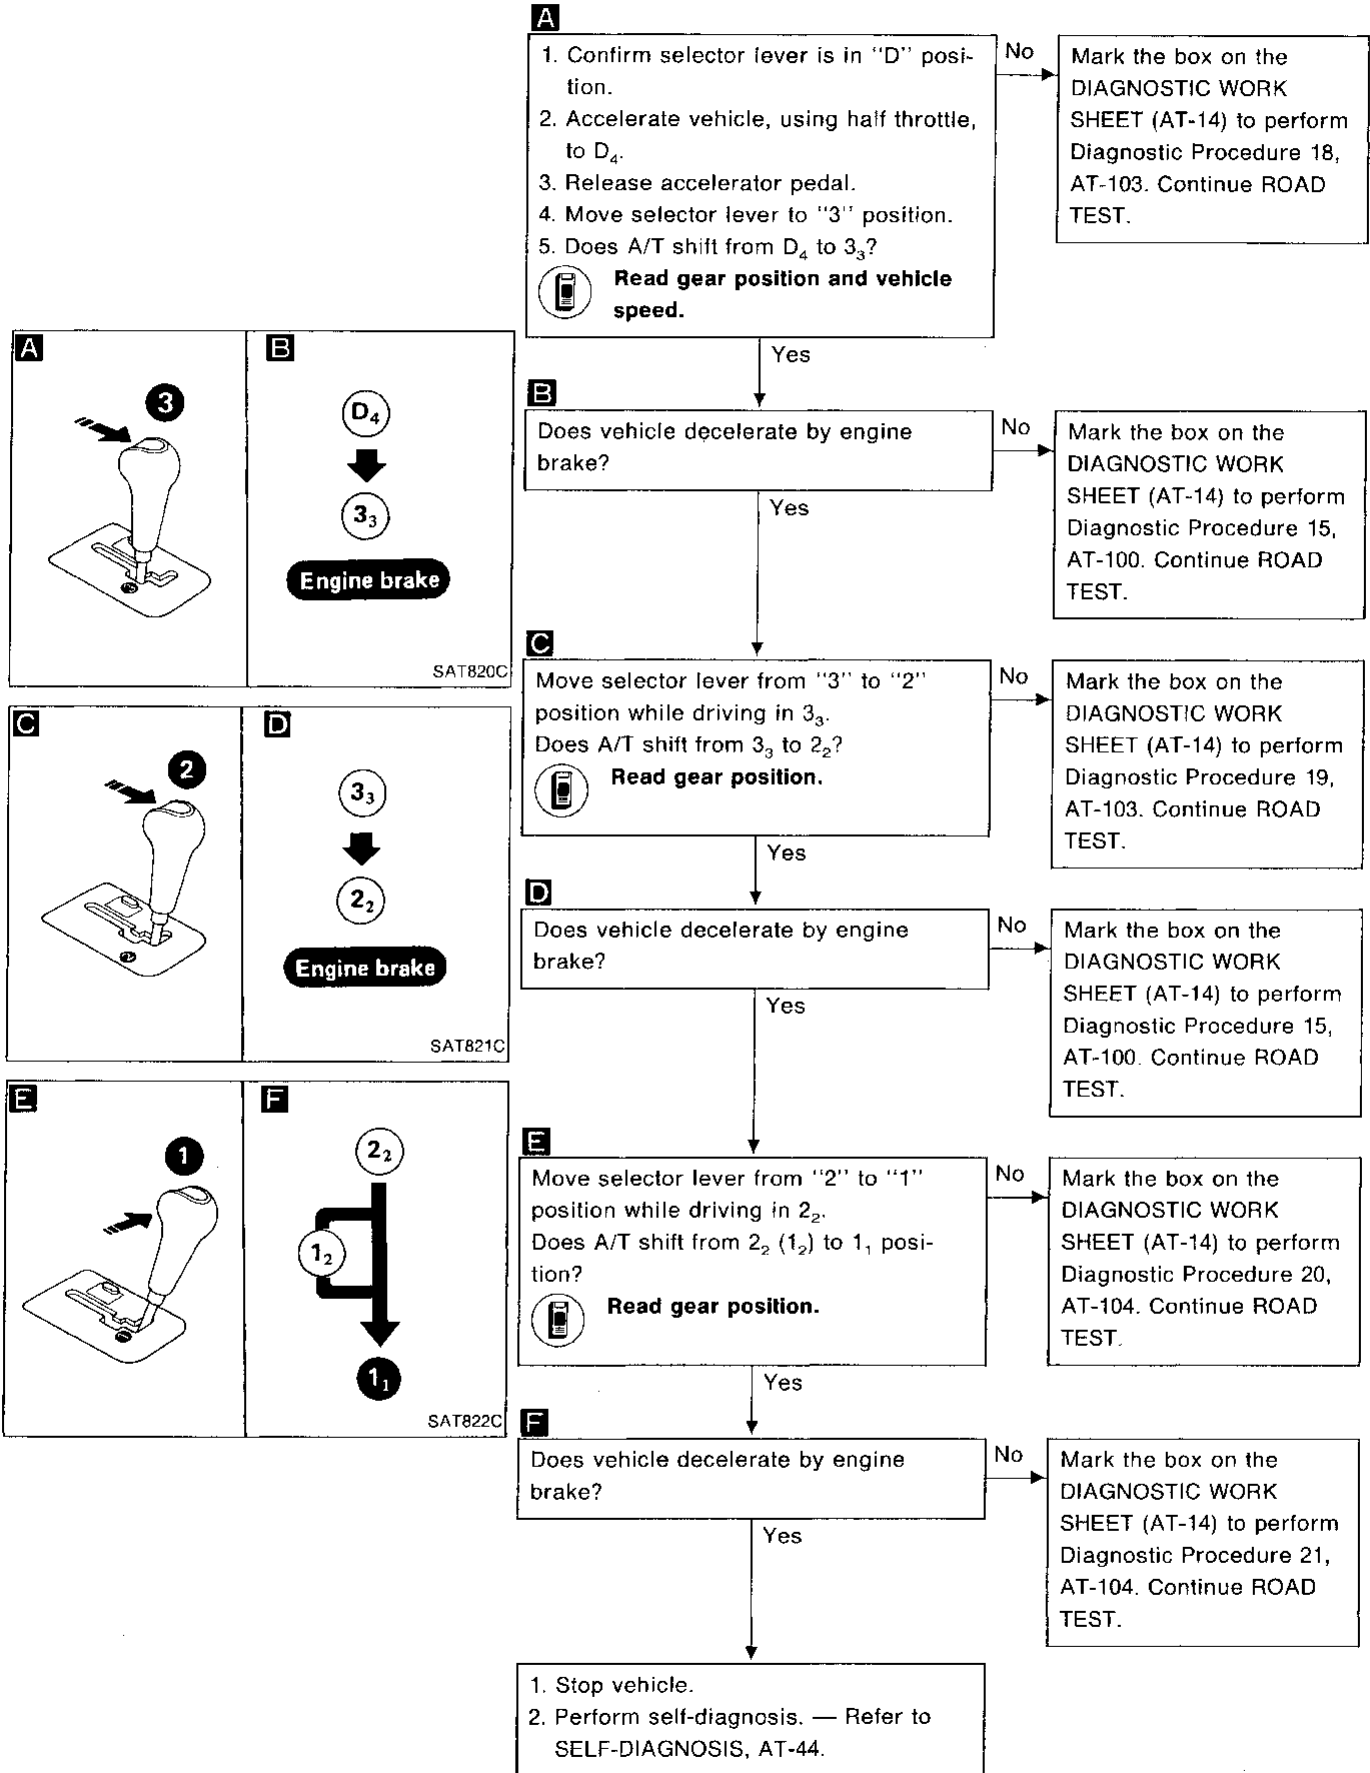 A
1. Confirm selector lever is in "D" posi-
tion.
2. Accelerate vehicle, using half throttle,
to D₄.
3. Release accelerator pedal.
4. Move selector lever to "3" position.
5. Does A/T shift from D₄ to 3₃?
Read gear position and vehicle
speed.
No
Mark the box on the
DIAGNOSTIC WORK
SHEET (AT-14) to perform
Diagnostic Procedure 18,
AT-103. Continue ROAD
TEST.
Yes
A
3
B
D₄
3₃
Engine brake
SAT820C
B
Does vehicle decelerate by engine
brake?
No
Mark the box on the
DIAGNOSTIC WORK
SHEET (AT-14) to perform
Diagnostic Procedure 15,
AT-100. Continue ROAD
TEST.
Yes
C
Move selector lever from "3" to "2"
position while driving in 3₃.
Does A/T shift from 3₃ to 2₂?
Read gear position.
No
Mark the box on the
DIAGNOSTIC WORK
SHEET (AT-14) to perform
Diagnostic Procedure 19,
AT-103. Continue ROAD
TEST.
Yes
C
2
D
3₃
2₂
Engine brake
SAT821C
D
Does vehicle decelerate by engine
brake?
No
Mark the box on the
DIAGNOSTIC WORK
SHEET (AT-14) to perform
Diagnostic Procedure 15,
AT-100. Continue ROAD
TEST.
Yes
E
1
F
2₂
1₂
1₁
SAT822C
E
Move selector lever from "2" to "1"
position while driving in 2₂.
Does A/T shift from 2₂ (1₂) to 1₁ posi-
tion?
Read gear position.
No
Mark the box on the
DIAGNOSTIC WORK
SHEET (AT-14) to perform
Diagnostic Procedure 20,
AT-104. Continue ROAD
TEST.
Yes
F
Does vehicle decelerate by engine
brake?
No
Mark the box on the
DIAGNOSTIC WORK
SHEET (AT-14) to perform
Diagnostic Procedure 21,
AT-104. Continue ROAD
TEST.
Yes
1. Stop vehicle.
2. Perform self-diagnosis. — Refer to
SELF-DIAGNOSIS, AT-44.